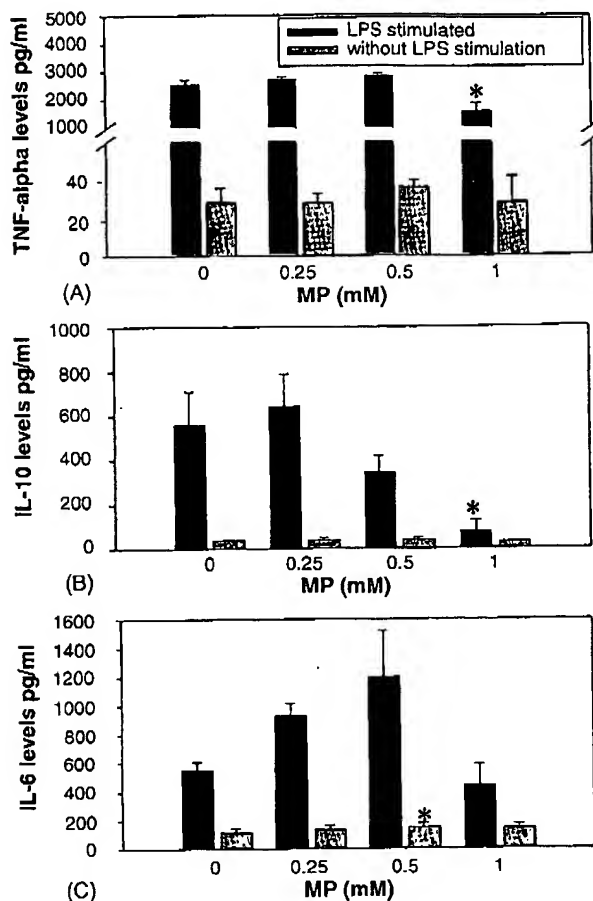 LPS stimulated
without LPS stimulation
TNF-alpha levels pg/ml
5000
4000
3000
2000
1000
40
20
0
*
0 0.25 0.5 1
(A) MP (mM)
IL-10 levels pg/ml
1000
800
600
400
200
0
*
0 0.25 0.5 1
(B) MP (mM)
IL-6 levels pg/ml
1600
1400
1200
1000
800
600
400
200
0
*
0 0.25 0.5 1
(C) MP (mM)